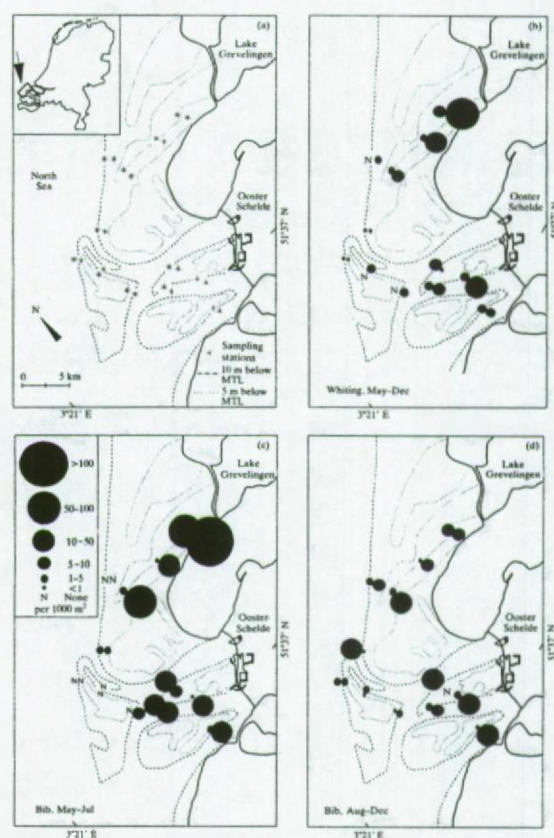 (a)
Lake
Grevelingen
North
Sea
Ooster
Schelde
51°37' N
N
Sampling
stations
10 m below
MTL
5 m below
MTL
0 5 km
3°21' E
(b)
Lake
Grevelingen
N
Ooster
Schelde
N
N
Whiting, May–Dec
3°21' E
(c)
>100
50–100
10–50
5–10
1–5
<1
N None
per 1000 m²
Lake
Grevelingen
NN
Ooster-
Schelde
51°37' N
NN
N
N
N
Bib, May–Jul
3°21' E
(d)
Lake
Grevelingen
Ooster-
Schelde
51°37' N
N
Bib, Aug–Dec
3°21' E